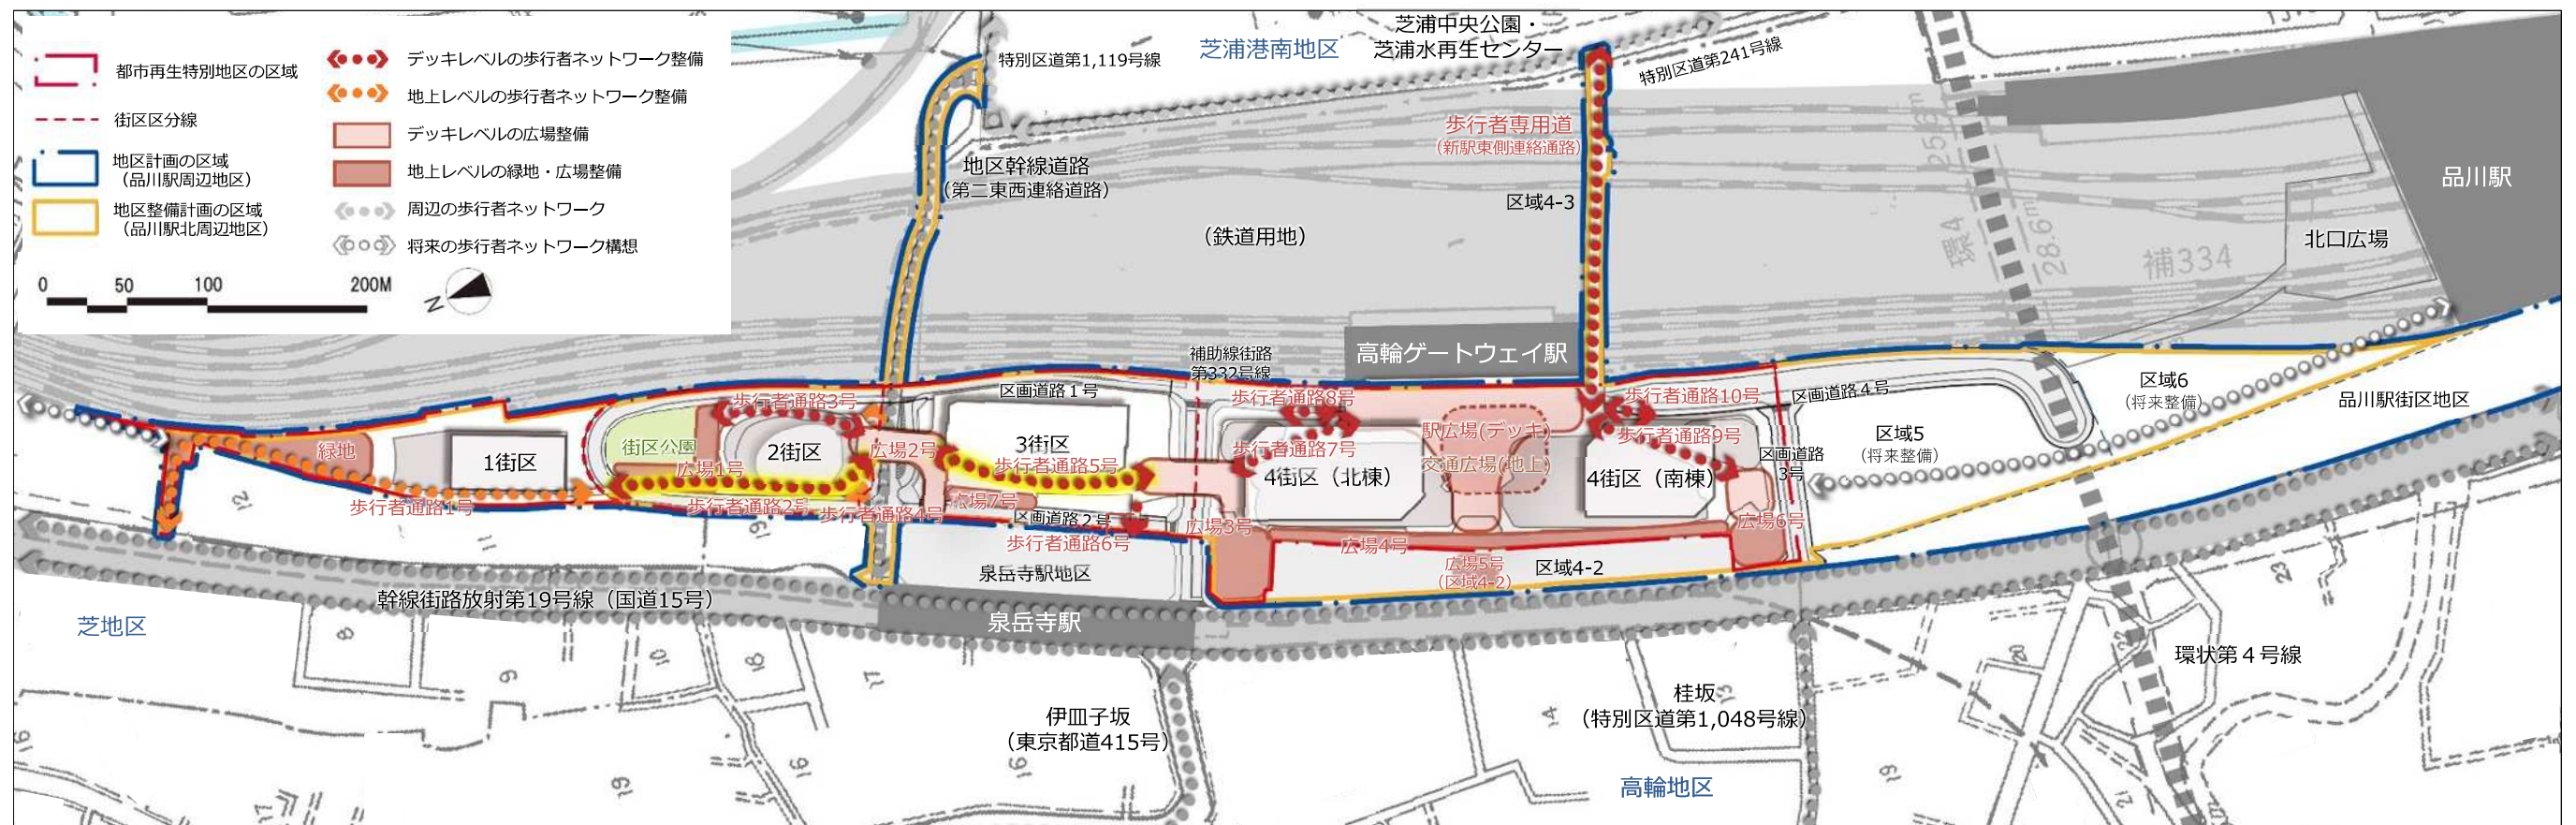 都市再生特別地区の区域
街区区分線
地区計画の区域
（品川駅周辺地区）
地区整備計画の区域
（品川駅北周辺地区）
デッキレベルの歩行者ネットワーク整備
地上レベルの歩行者ネットワーク整備
デッキレベルの広場整備
地上レベルの緑地・広場整備
周辺の歩行者ネットワーク
将来の歩行者ネットワーク構想
0 50 100 200M
N
特別区道第1,119号線
芝浦港南地区
芝浦中央公園・
芝浦水再生センター
特別区道第241号線
歩行者専用道
（新駅東側連絡通路）
地区幹線道路
（第二東西連絡道路）
区域4-3
（鉄道用地）
環4
25.6m
28.6m
補334
品川駅
北口広場
高輪ゲートウェイ駅
補助線街路
第332号線
区画道路1号
区画道路4号
区域6
（将来整備）
品川駅街区地区
区域5
（将来整備）
区画道路
3号
緑地
1街区
歩行者通路1号
街区公園
広場1号
2街区
歩行者通路3号
歩行者通路2号
歩行者通路4号
広場2号
3街区
歩行者通路5号
広場7号
区画道路2号
歩行者通路6号
歩行者通路8号
歩行者通路7号
4街区（北棟）
駅広場(デッキ)
交通広場(地上)
歩行者通路10号
歩行者通路9号
4街区（南棟）
広場3号
広場4号
広場5号
（区域4-2）
区域4-2
広場6号
泉岳寺駅地区
泉岳寺駅
幹線街路放射第19号線（国道15号）
芝地区
伊皿子坂
（東京都道415号）
桂坂
（特別区道第1,048号線）
高輪地区
環状第４号線
12
11
19
8
9
10
18
17
16
16
19
17
16
14
13
19
20
22
23
21